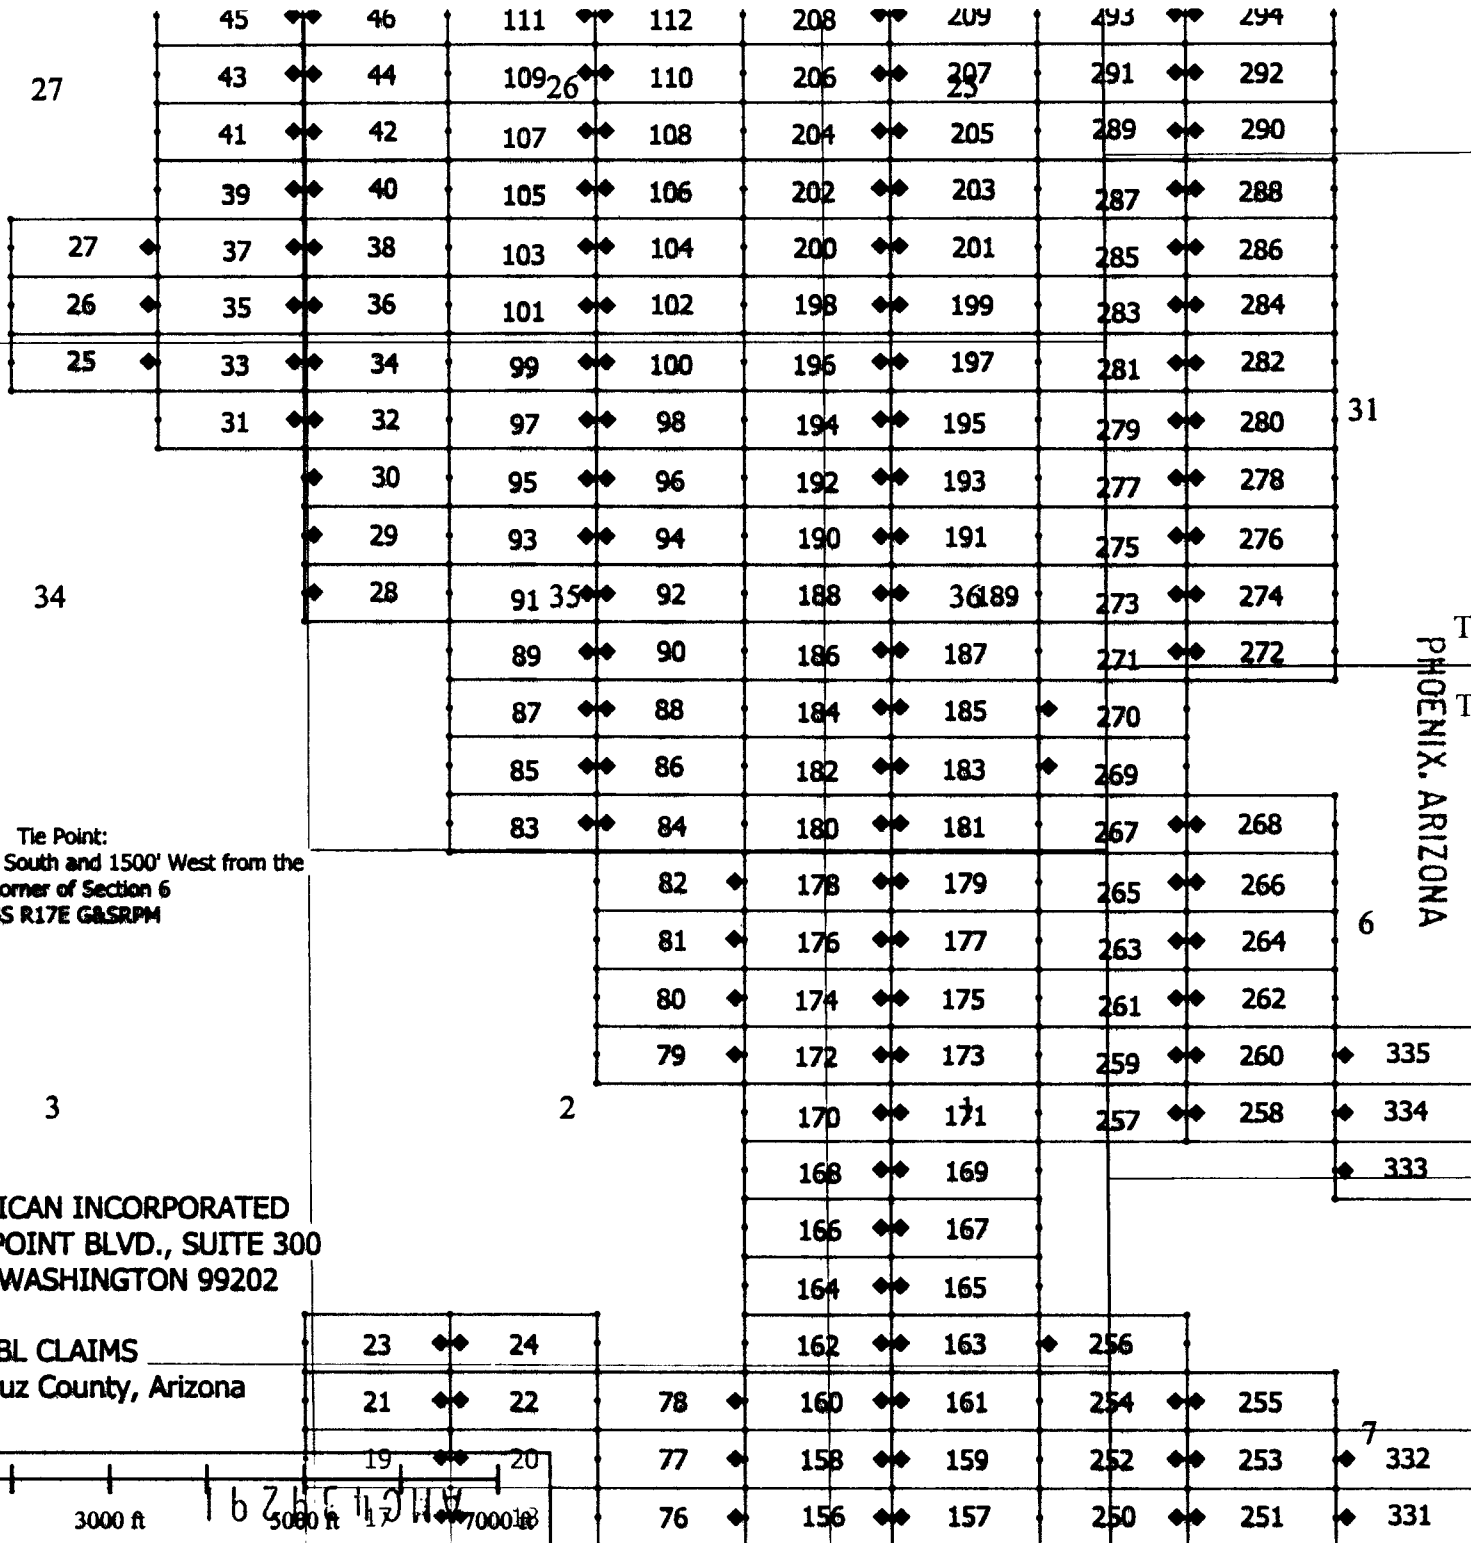 45 46 111 112 208 209 293 294
27 43 44 109 26 110 206 207 25 291 292
41 42 107 108 204 205 289 290
39 40 105 106 202 203 287 288
27 37 38 103 104 200 201 285 286
26 35 36 101 102 198 199 283 284
25 33 34 99 100 196 197 281 282
31 32 97 98 194 195 279 280 31
30 95 96 192 193 277 278
29 93 94 190 191 275 276
34 28 91 35 92 188 36 189 273 274
T
89 90 186 187 271 272
87 88 184 185 270
T
85 86 182 183 269
PHOENIX, ARIZONA
83 84 180 181 267 268
Tie Point:
South and 1500' West from the
orner of Section 6
S R17E G&SRPM
82 178 179 265 266
6
81 176 177 263 264
80 174 175 261 262
79 172 173 259 260 335
3 2 170 171 1 257 258 334
168 169 333
ICAN INCORPORATED
POINT BLVD., SUITE 300
WASHINGTON 99202
166 167
164 165
23 24 162 163 256
BL CLAIMS
uz County, Arizona
21 22 78 160 161 254 255
7
19 20 77 158 159 252 253 332
17 18 76 156 157 250 251 331
3000 ft 5000 ft 7000 ft